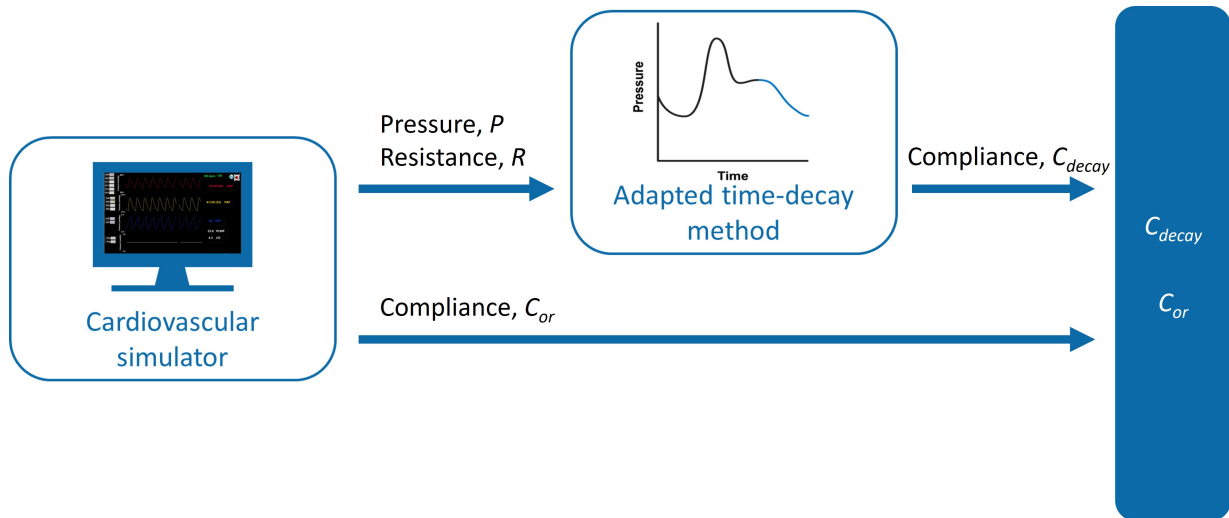 Pressure, P
Resistance, R
Pressure
Time
Adapted time-decay
method
Compliance, C_decay
C_decay
C_or
Compliance, C_or
Cardiovascular
simulator